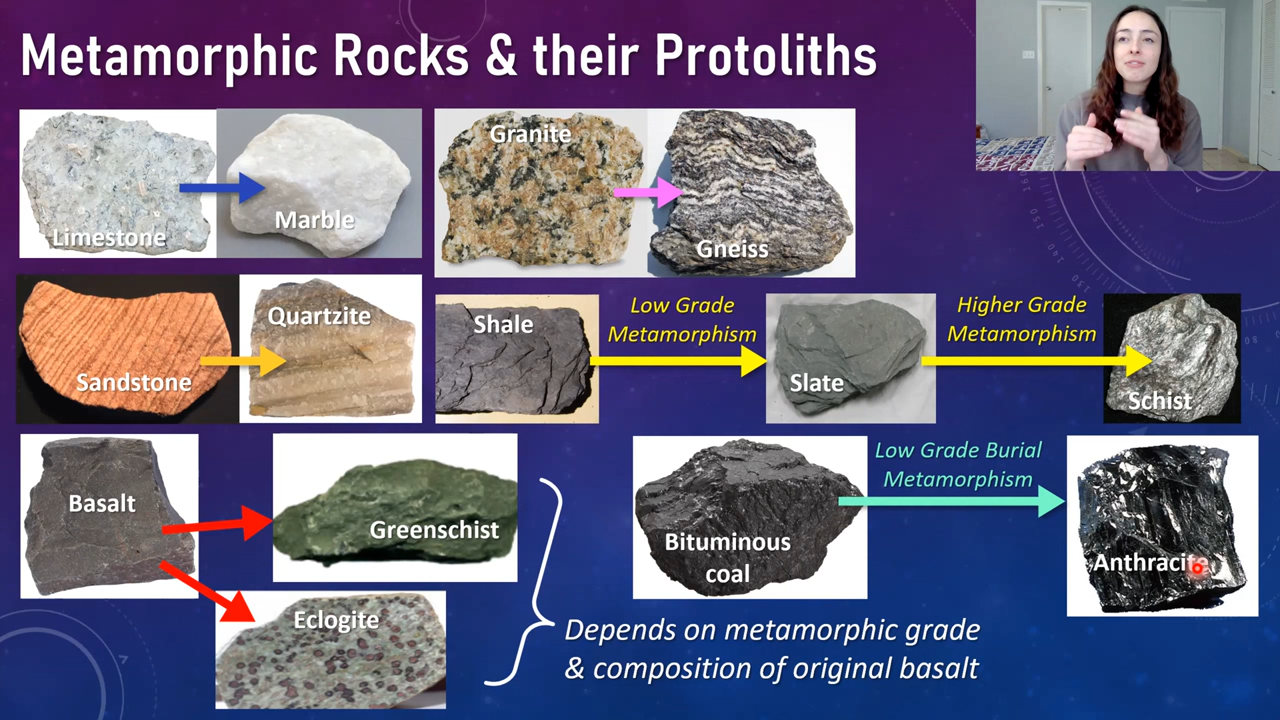 Metamorphic Rocks & their Protoliths
Limestone
Marble
Granite
Gneiss
Sandstone
Quartzite
Shale
Low Grade
Metamorphism
Slate
Higher Grade
Metamorphism
Schist
Basalt
Greenschist
Eclogite
Depends on metamorphic grade
& composition of original basalt
Bituminous
coal
Low Grade Burial
Metamorphism
Anthracite